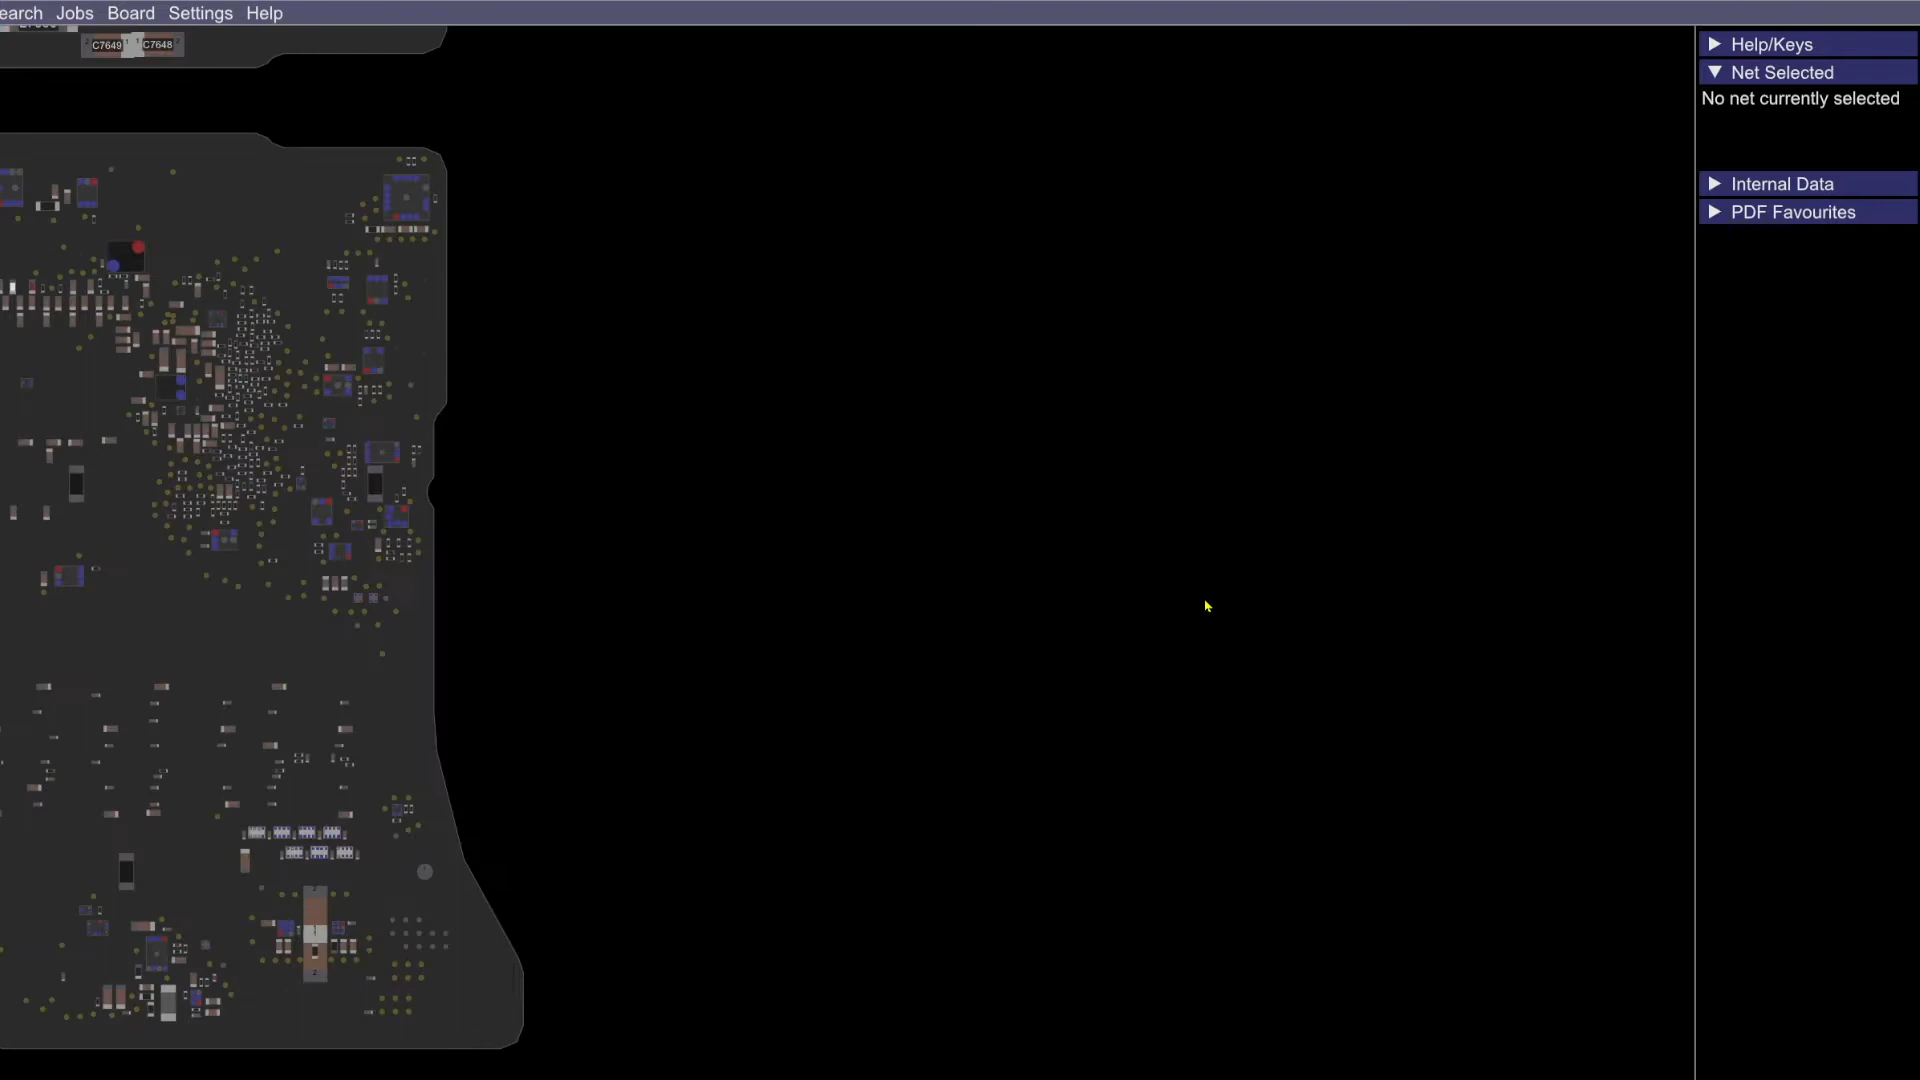 earch Jobs Board Settings Help
C7649 C7648
Help/Keys
Net Selected
No net currently selected
Internal Data
PDF Favourites